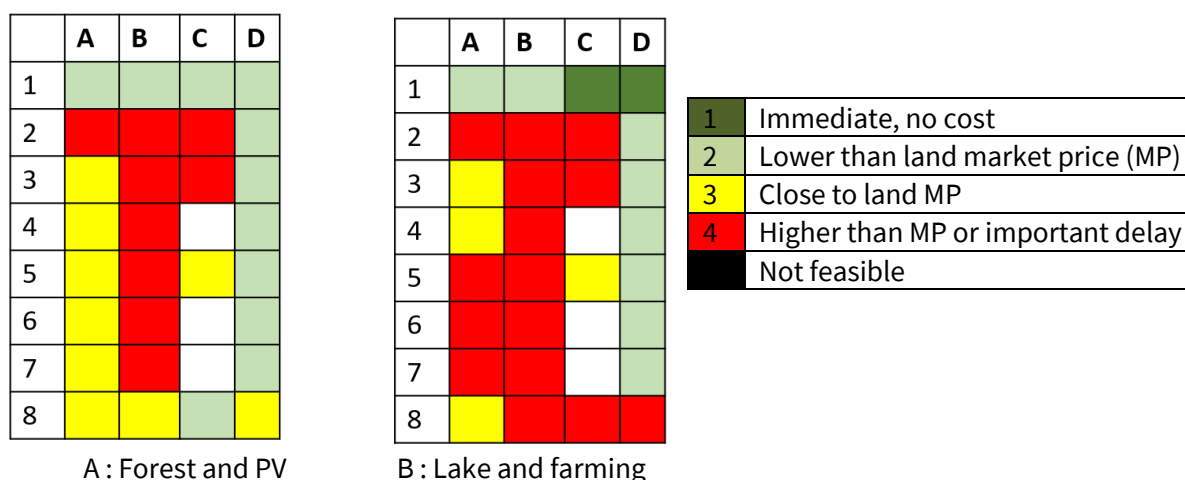 A B C D
1
2
3
4
5
6
7
8
A : Forest and PV
A B C D
1
2
3
4
5
6
7
8
B : Lake and farming
1 Immediate, no cost
2 Lower than land market price (MP)
3 Close to land MP
4 Higher than MP or important delay
Not feasible